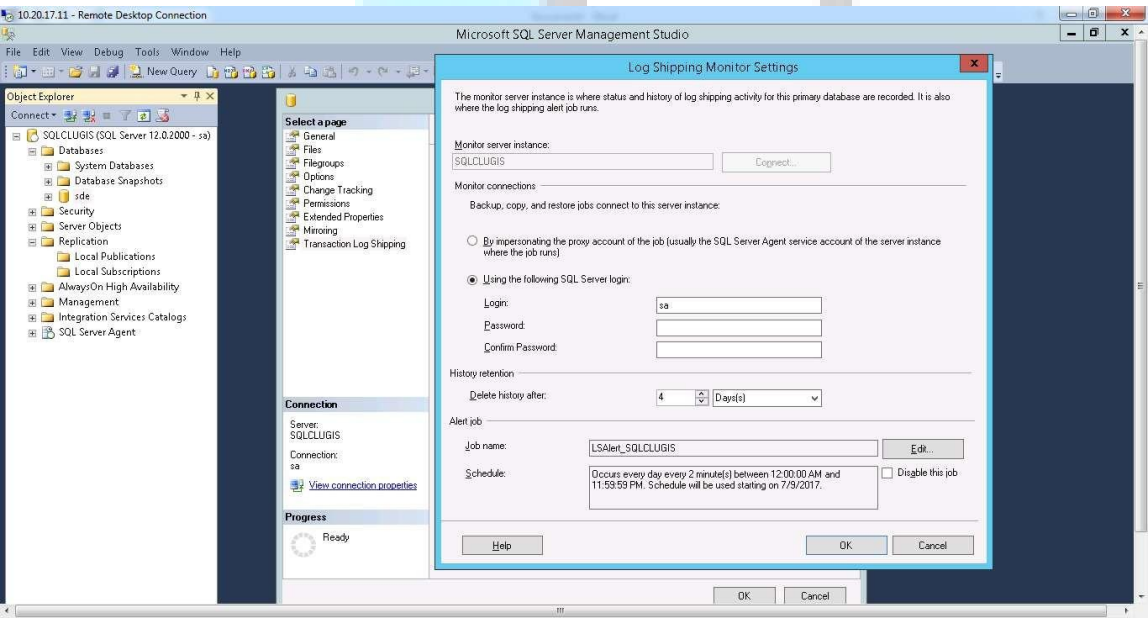 10.20.17.11 - Remote Desktop Connection
Microsoft SQL Server Management Studio
File Edit View Debug Tools Window Help
New Query
Object Explorer
Connect
SQLCLUGIS (SQL Server 12.0.2000 - sa)
Databases
System Databases
Database Snapshots
sde
Security
Server Objects
Replication
Local Publications
Local Subscriptions
AlwaysOn High Availability
Management
Integration Services Catalogs
SQL Server Agent
Select a page
General
Files
Filegroups
Options
Change Tracking
Permissions
Extended Properties
Mirroring
Transaction Log Shipping
Connection
Server:
SQLCLUGIS
Connection:
sa
View connection properties
Progress
Ready
OK Cancel
Log Shipping Monitor Settings
The monitor server instance is where status and history of log shipping activity for this primary database are recorded. It is also
where the log shipping alert job runs.
Monitor server instance:
SQLCLUGIS Connect...
Monitor connections
Backup, copy, and restore jobs connect to this server instance:
By impersonating the proxy account of the job (usually the SQL Server Agent service account of the server instance
where the job runs)
Using the following SQL Server login:
Login: sa
Password:
Confirm Password:
History retention
Delete history after: 4 Days(s)
Alert job
Job name: LSAlert_SQLCLUGIS Edit...
Schedule: Occurs every day every 2 minute(s) between 12:00:00 AM and
11:59:59 PM. Schedule will be used starting on 7/9/2017.
Disable this job
Help OK Cancel